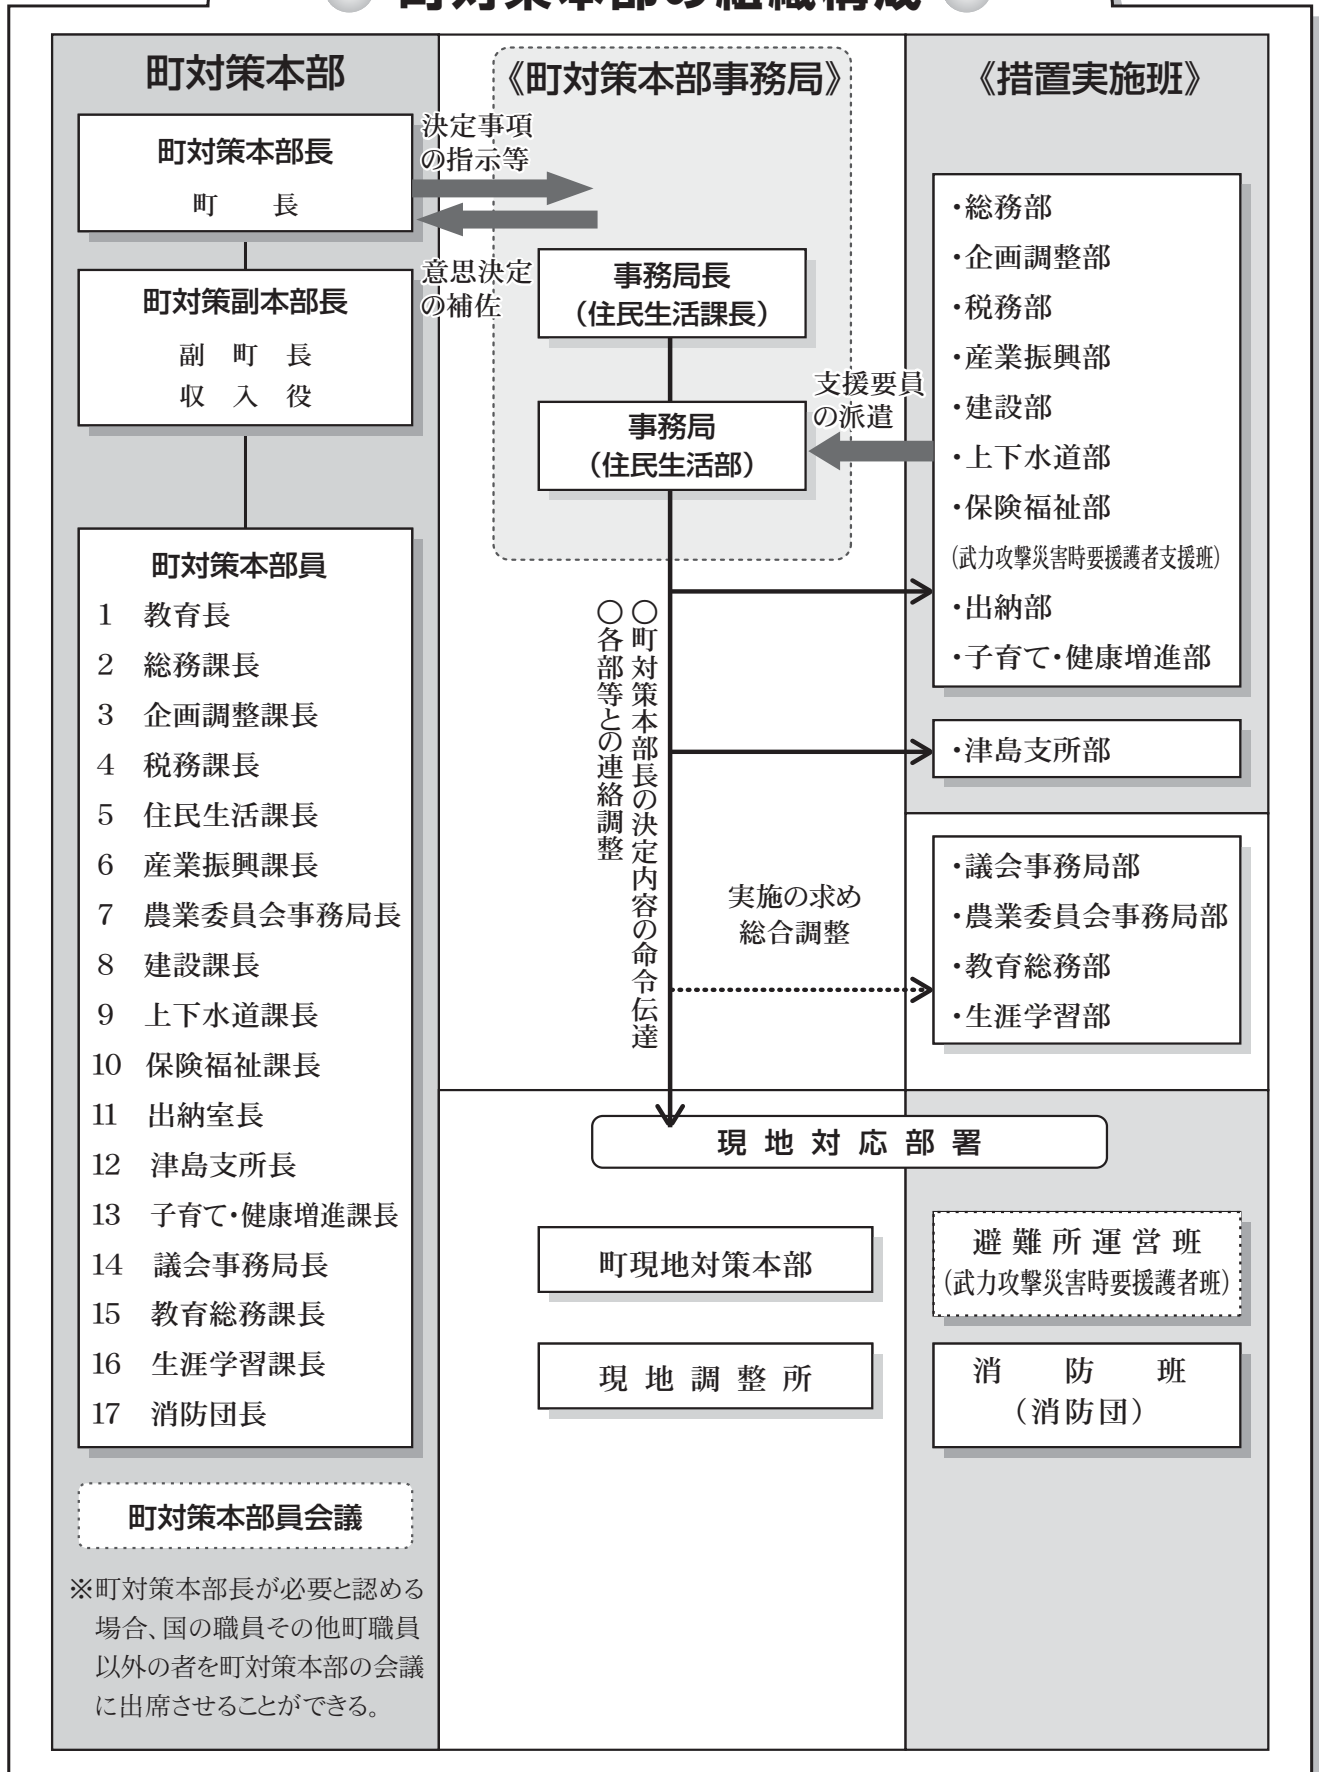 町対策本部の組織構成
町対策本部
町対策本部長
町　長
町対策副本部長
副町長
収入役
町対策本部員
1 教育長
2 総務課長
3 企画調整課長
4 税務課長
5 住民生活課長
6 産業振興課長
7 農業委員会事務局長
8 建設課長
9 上下水道課長
10 保険福祉課長
11 出納室長
12 津島支所長
13 子育て・健康増進課長
14 議会事務局長
15 教育総務課長
16 生涯学習課長
17 消防団長
町対策本部員会議
※町対策本部長が必要と認める
場合、国の職員その他町職員
以外の者を町対策本部の会議
に出席させることができる。
決定事項
の指示等
意思決定
の補佐
《町対策本部事務局》
事務局長
（住民生活課長）
事務局
（住民生活部）
支援要員
の派遣
○町対策本部長の決定内容の命令伝達
○各部等との連絡調整
実施の求め
総合調整
《措置実施班》
・総務部
・企画調整部
・税務部
・産業振興部
・建設部
・上下水道部
・保険福祉部
（武力攻撃災害時要援護者支援班）
・出納部
・子育て・健康増進部
・津島支所部
・議会事務局部
・農業委員会事務局部
・教育総務部
・生涯学習部
現地対応部署
町現地対策本部
現地調整所
避難所運営班
（武力攻撃災害時要援護者班）
消防班
（消防団）